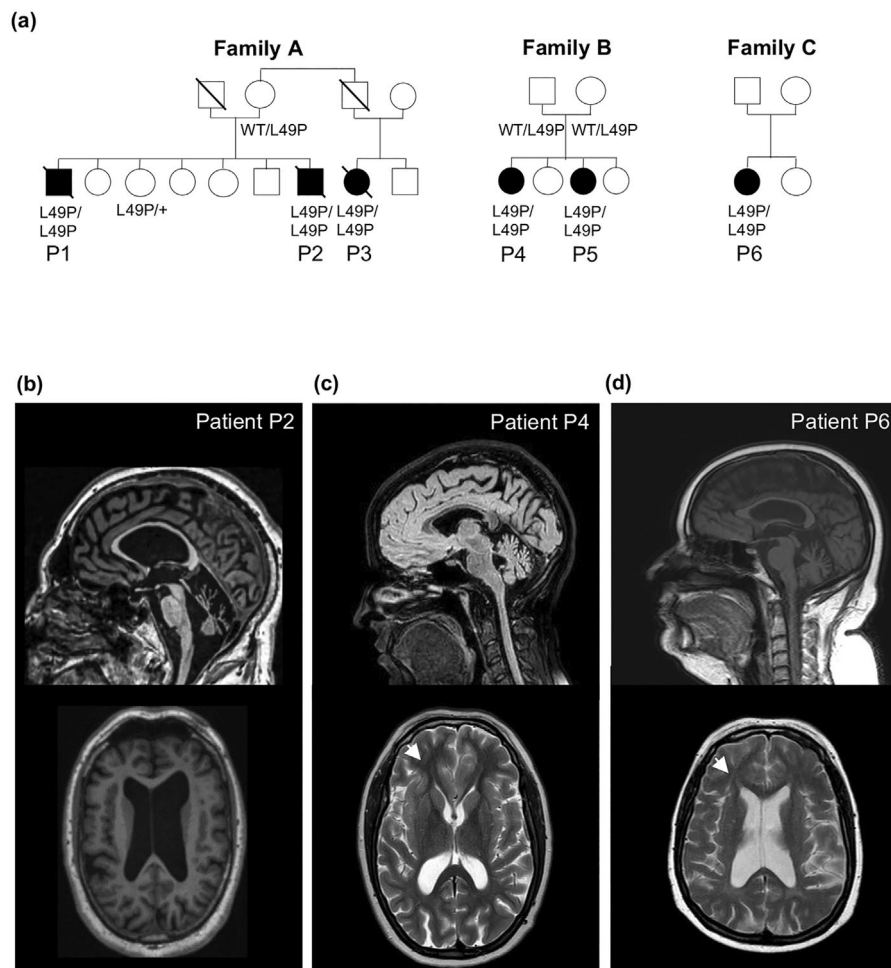 (a)
Family A
Family B
Family C
WT/L49P
WT/L49P WT/L49P
L49P/
L49P
P1
L49P/+
L49P/
L49P
P2
L49P/
L49P
P3
L49P/
L49P
P4
L49P/
L49P
P5
L49P/
L49P
P6
(b)
Patient P2
(c)
Patient P4
(d)
Patient P6